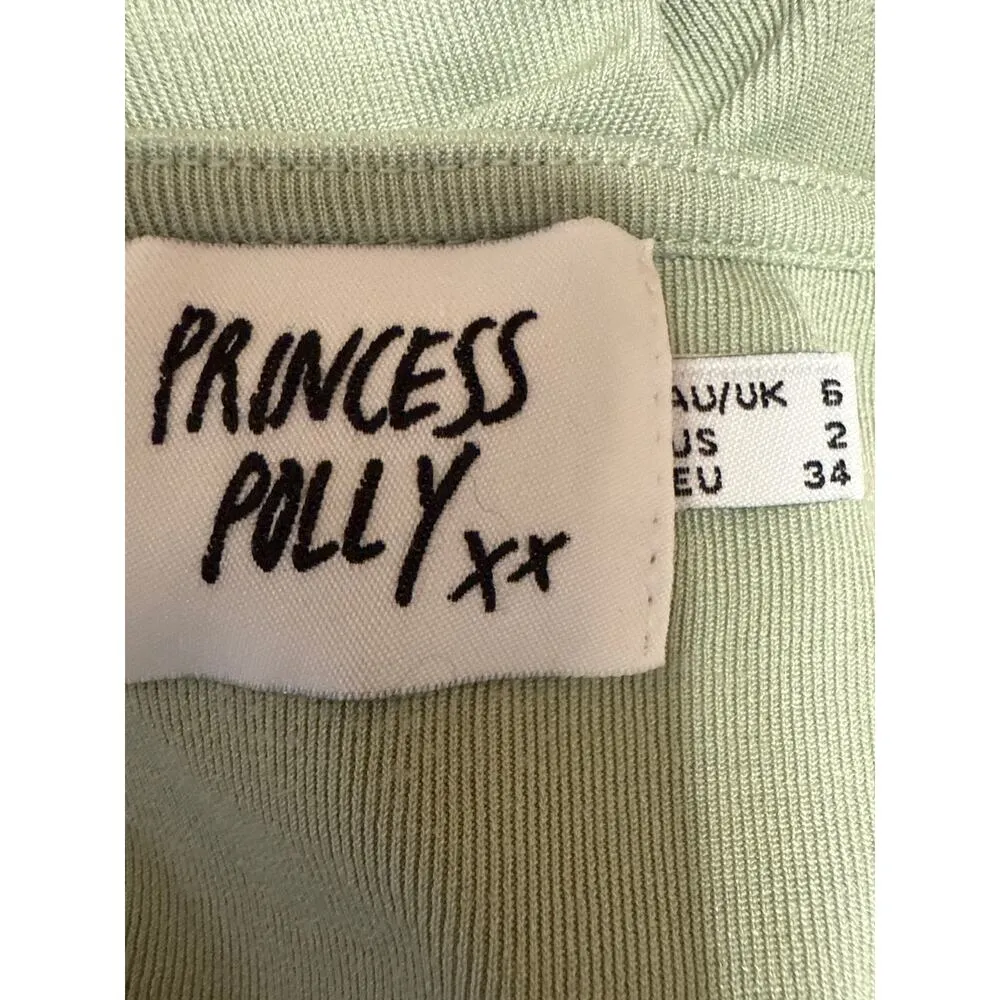 PRINCESS
POLLY xx
AU/UK 6
US 2
EU 34